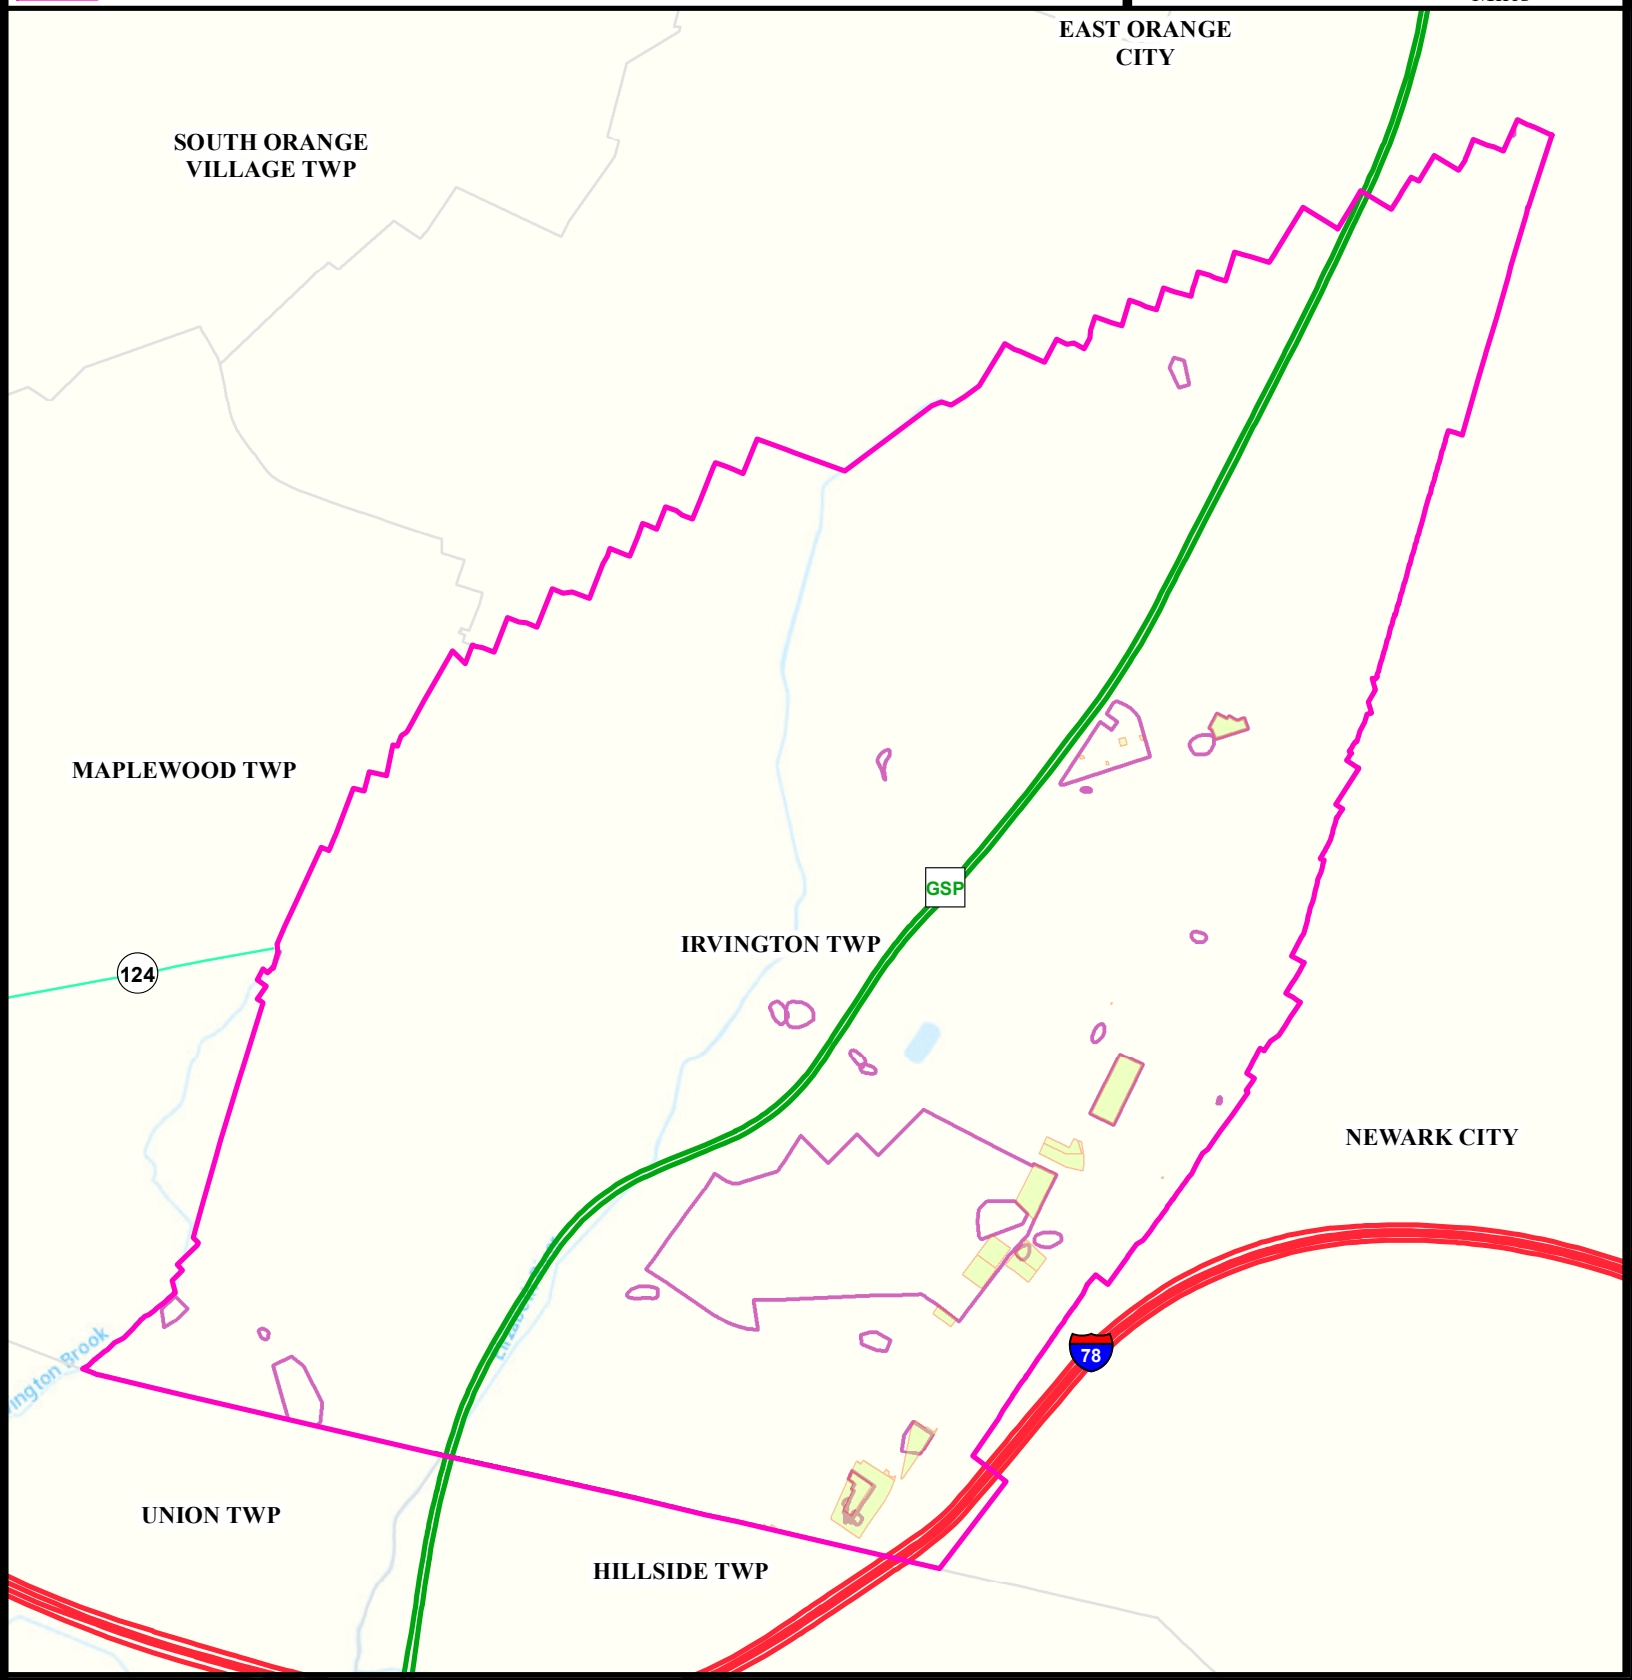 EAST ORANGE
CITY
SOUTH ORANGE
VILLAGE TWP
MAPLEWOOD TWP
GSP
IRVINGTON TWP
124
NEWARK CITY
78
Brook
UNION TWP
HILLSIDE TWP